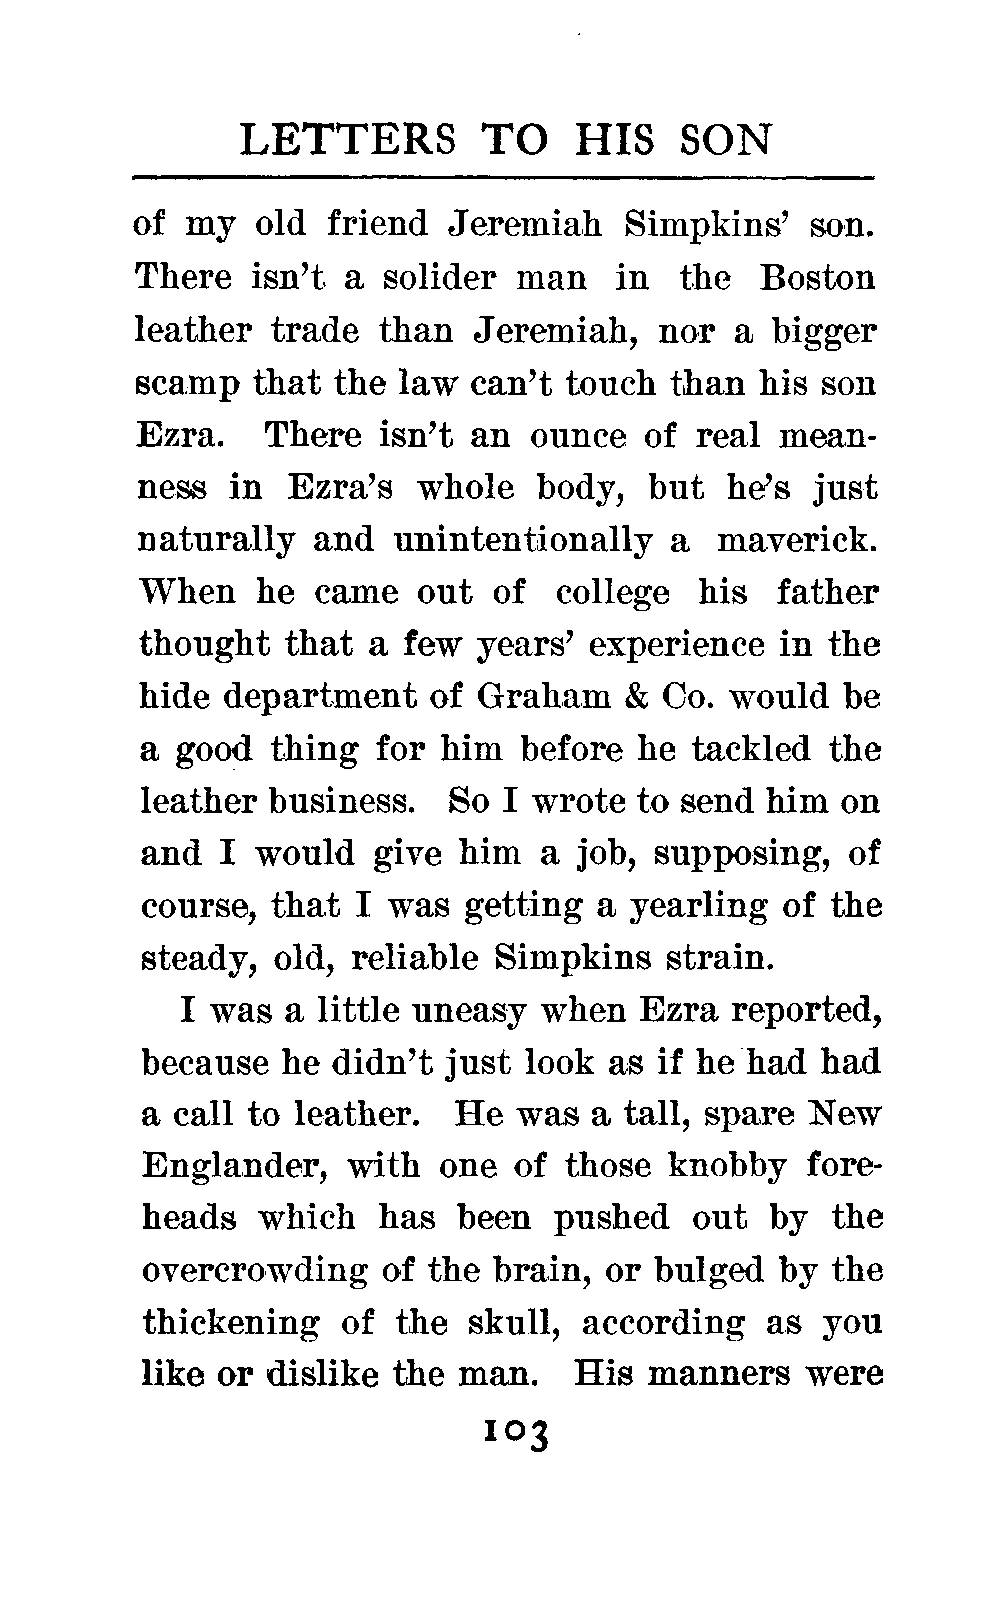 LETTERS TO HIS SON
of my old friend Jeremiah Simpkins’ son.
There isn’t a solider man in the Boston
leather trade than Jeremiah, nor a bigger
scamp that the law can’t touch than his son
Ezra. There isn’t an ounce of real mean-
ness in Ezra’s whole body, but he’s just
naturally and unintentionally a maverick.
When he came out of college his father
thought that a few years’ experience in the
hide department of Graham & Co. would be
a good thing for him before he tackled the
leather business. So I wrote to send him on
and I would give him a job, supposing, of
course, that I was getting a yearling of the
steady, old, reliable Simpkins strain.
I was a little uneasy when Ezra reported,
because he didn’t just look as if he had had
a call to leather. He was a tall, spare New
Englander, with one of those knobby fore-
heads which has been pushed out by the
overcrowding of the brain, or bulged by the
thickening of the skull, according as you
like or dislike the man. His manners were
103